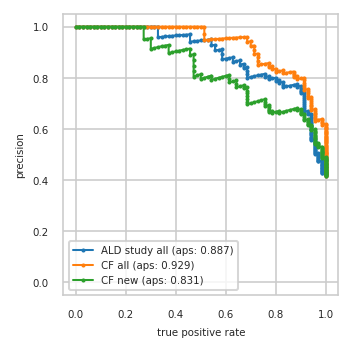 1.0
0.8
0.6
0.4
0.2
0.0
precision
ALD study all (aps: 0.887)
CF all (aps: 0.929)
CF new (aps: 0.831)
0.0 0.2 0.4 0.6 0.8 1.0
true positive rate